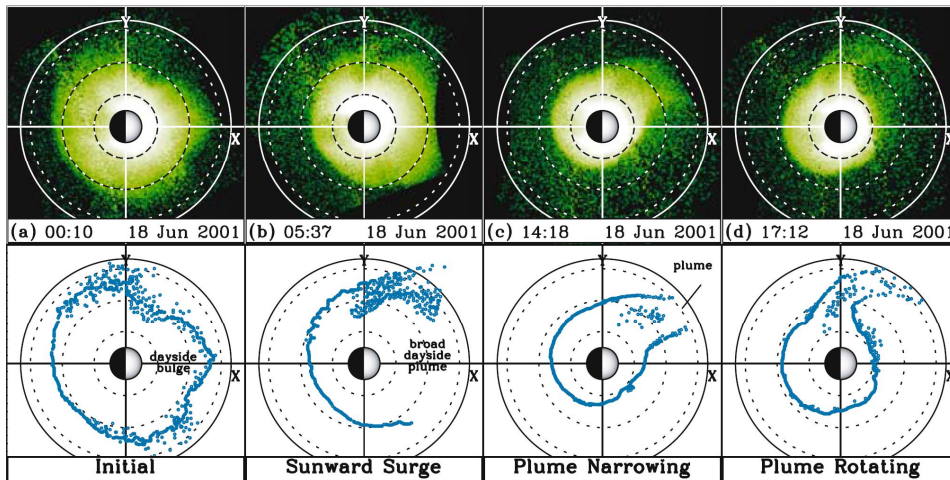 Y
X
(a) 00:10 18 Jun 2001
Y
X
(b) 05:37 18 Jun 2001
Y
X
(c) 14:18 18 Jun 2001
Y
X
(d) 17:12 18 Jun 2001
Y
dayside
bulge
X
Initial
Y
broad
dayside
plume
X
Sunward Surge
Y
plume
X
Plume Narrowing
Y
X
Plume Rotating